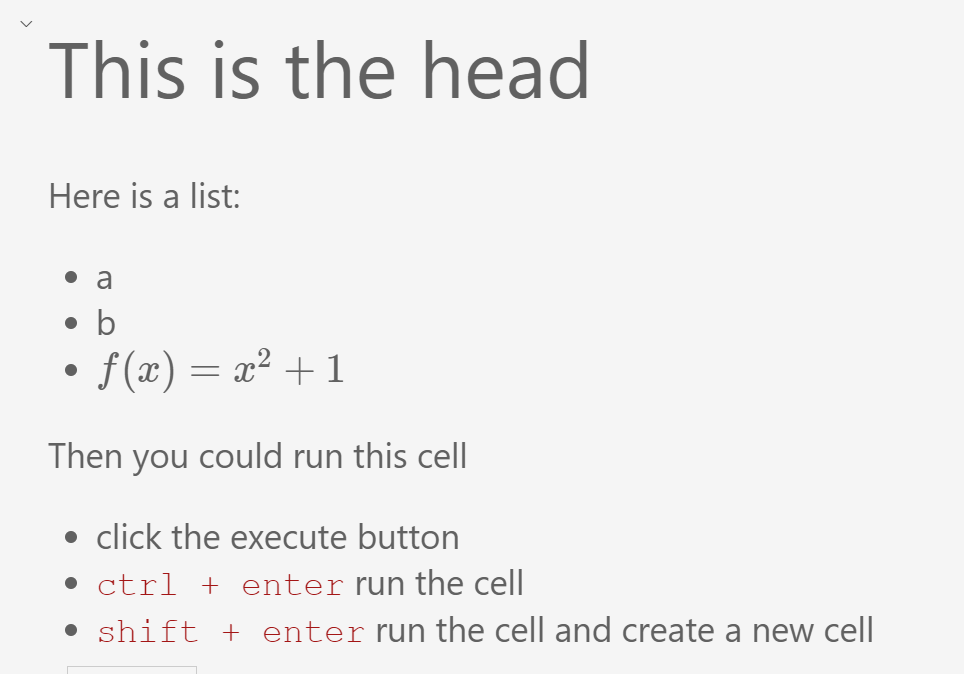 This is the head
Here is a list:
a
b
f(x) = x² + 1
Then you could run this cell
click the execute button
ctrl + enter run the cell
shift + enter run the cell and create a new cell